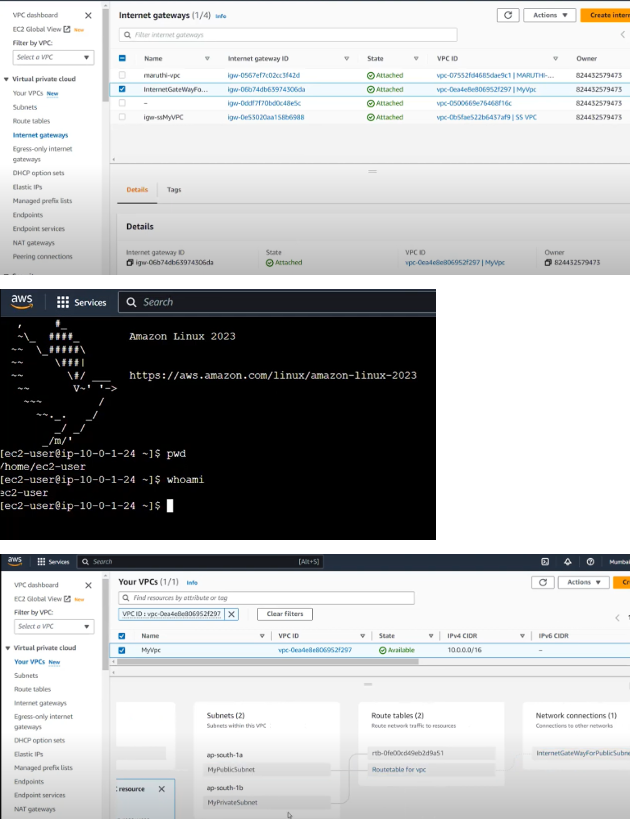 VPC dashboard
EC2 Global View New
Filter by VPC:
Select a VPC
Virtual private cloud
Your VPCs New
Subnets
Route tables
Internet gateways
Egress-only internet
gateways
DHCP option sets
Elastic IPs
Managed prefix lists
Endpoints
Endpoint services
NAT gateways
Peering connections
Internet gateways (1/4) Info
Actions
Create intern
Filter internet gateways
Name Internet gateway ID State VPC ID Owner
maruthi-vpc igw-0567ef7c02cc3f42d Attached vpc-07552fd4685dae9c1 | MARUTHI-... 824432579473
InternetGateWayFo... igw-06b74db63974306da Attached vpc-0ea4e8e806952f297 | MyVpc 824432579473
– igw-0ddf7f70bd0c48e5c Attached vpc-0500669e76468f16c 824432579473
igw-ssMyVPC igw-0e53020aa158b6988 Attached vpc-0b5fae522b6437af9 | SS VPC 824432579473
Details Tags
Details
Internet gateway ID State VPC ID Owner
igw-06b74db63974306da Attached vpc-0ea4e8e806952f297 | MyVpc 824432579473
aws Services Search
, #_
~\_ ####_ Amazon Linux 2023
~~ \_#####\
~~ \###|
~~ \#/ ___ https://aws.amazon.com/linux/amazon-linux-2023
~~ V~' '->
~~~ /
~~._. _/
_/ _/
_/m/'
[ec2-user@ip-10-0-1-24 ~]$ pwd
/home/ec2-user
[ec2-user@ip-10-0-1-24 ~]$ whoami
ec2-user
[ec2-user@ip-10-0-1-24 ~]$
aws Services Search [Alt+S] Mumbai
VPC dashboard
EC2 Global View New
Filter by VPC:
Select a VPC
Virtual private cloud
Your VPCs New
Subnets
Route tables
Internet gateways
Egress-only internet
gateways
DHCP option sets
Elastic IPs
Managed prefix lists
Endpoints
Endpoint services
NAT gateways
Your VPCs (1/1) Info
Actions
Cr
Find resources by attribute or tag
VPC ID : vpc-0ea4e8e806952f297 Clear filters
Name VPC ID State IPv4 CIDR IPv6 CIDR
MyVpc vpc-0ea4e8e806952f297 Available 10.0.0.0/16 –
resource
Subnets (2)
Subnets within this VPC
ap-south-1a
MyPublicSubnet
ap-south-1b
MyPrivateSubnet
Route tables (2)
Route network traffic to resources
rtb-0fe00cd49eb2d9a51
Routetable for vpc
Network connections (1)
Connections to other networks
InternetGateWayForPublicSubne